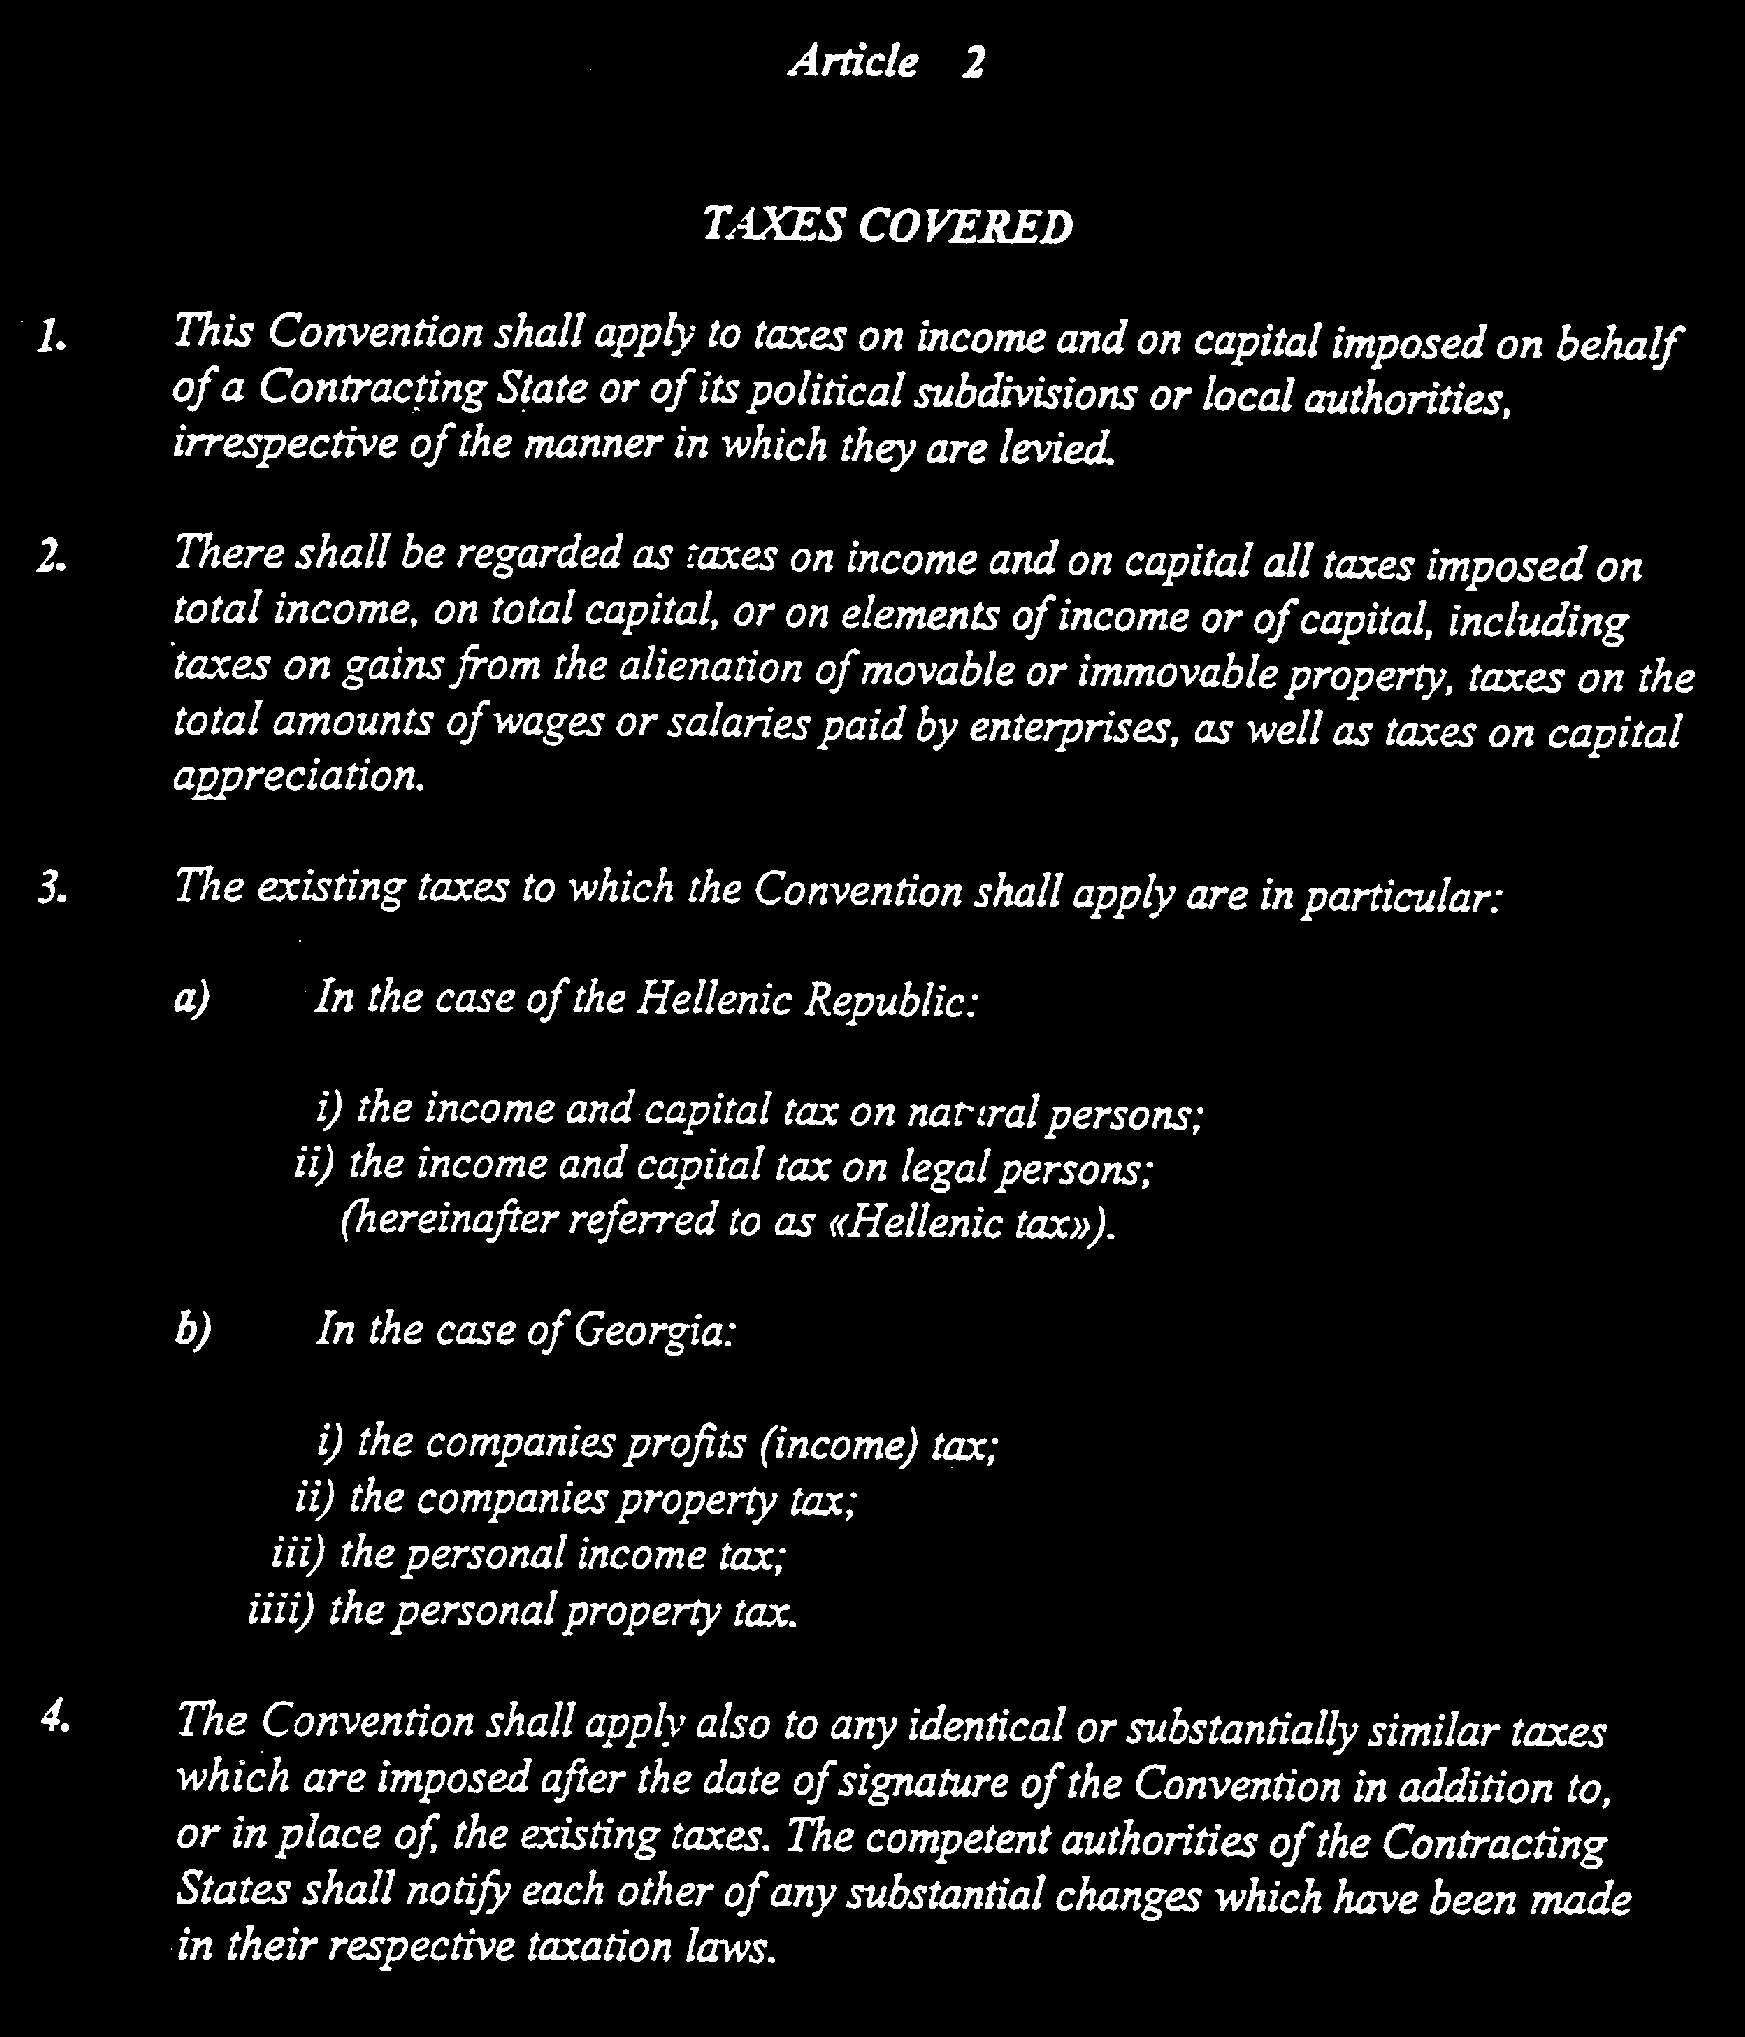 Article 2
TAXES COVERED
1. This Convention shall apply to taxes on income and on capital imposed on behalf
of a Contracting State or of its political subdivisions or local authorities,
irrespective of the manner in which they are levied.
2. There shall be regarded as taxes on income and on capital all taxes imposed on
total income, on total capital, or on elements of income or of capital, including
taxes on gains from the alienation of movable or immovable property, taxes on the
total amounts of wages or salaries paid by enterprises, as well as taxes on capital
appreciation.
3. The existing taxes to which the Convention shall apply are in particular:
a) In the case of the Hellenic Republic:
i) the income and capital tax on natural persons;
ii) the income and capital tax on legal persons;
(hereinafter referred to as «Hellenic tax»).
b) In the case of Georgia:
i) the companies profits (income) tax;
ii) the companies property tax;
iii) the personal income tax;
iiii) the personal property tax.
4. The Convention shall apply also to any identical or substantially similar taxes
which are imposed after the date of signature of the Convention in addition to,
or in place of, the existing taxes. The competent authorities of the Contracting
States shall notify each other of any substantial changes which have been made
in their respective taxation laws.